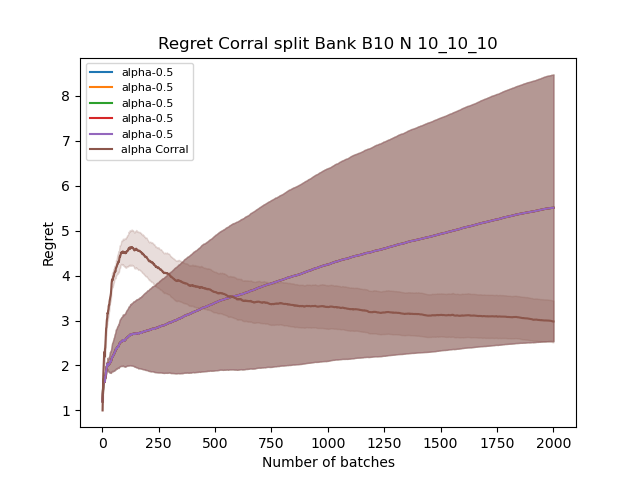 Regret Corral split Bank B10 N 10_10_10
alpha-0.5
alpha-0.5
alpha-0.5
alpha-0.5
alpha-0.5
alpha Corral
Regret
8
7
6
5
4
3
2
1
0 250 500 750 1000 1250 1500 1750 2000
Number of batches